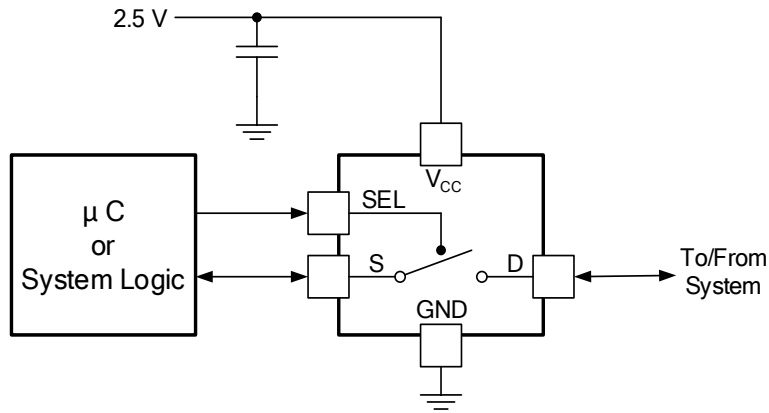 2.5 V
V_CC
SEL
μ C
or
System Logic
S
D
GND
To/From
System